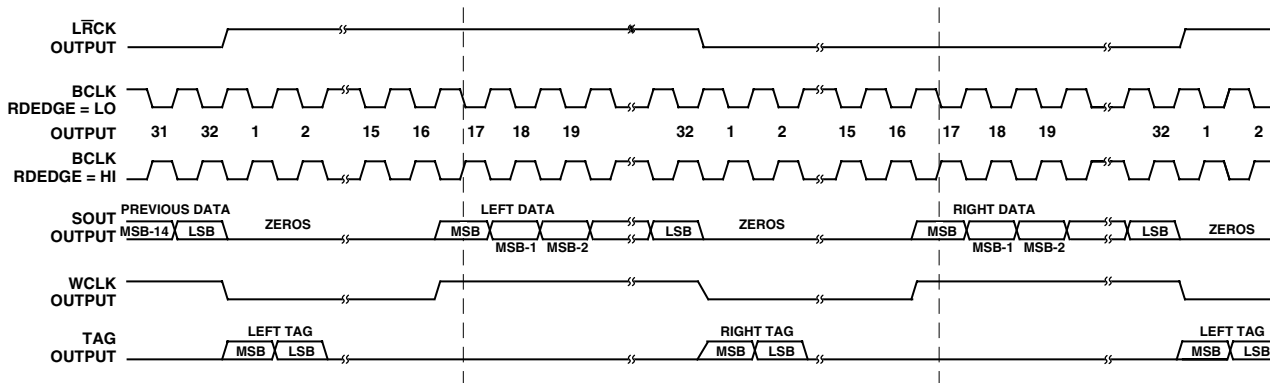 LRCK
OUTPUT
BCLK
RDEDGE = LO
OUTPUT 31 32 1 2 15 16 17 18 19 32 1 2 15 16 17 18 19 32 1 2
BCLK
RDEDGE = HI
SOUT
OUTPUT
PREVIOUS DATA LEFT DATA RIGHT DATA
MSB-14 LSB ZEROS MSB LSB ZEROS MSB LSB ZEROS
MSB-1 MSB-2 MSB-1 MSB-2
WCLK
OUTPUT
TAG
OUTPUT
LEFT TAG RIGHT TAG LEFT TAG
MSB LSB MSB LSB MSB LSB